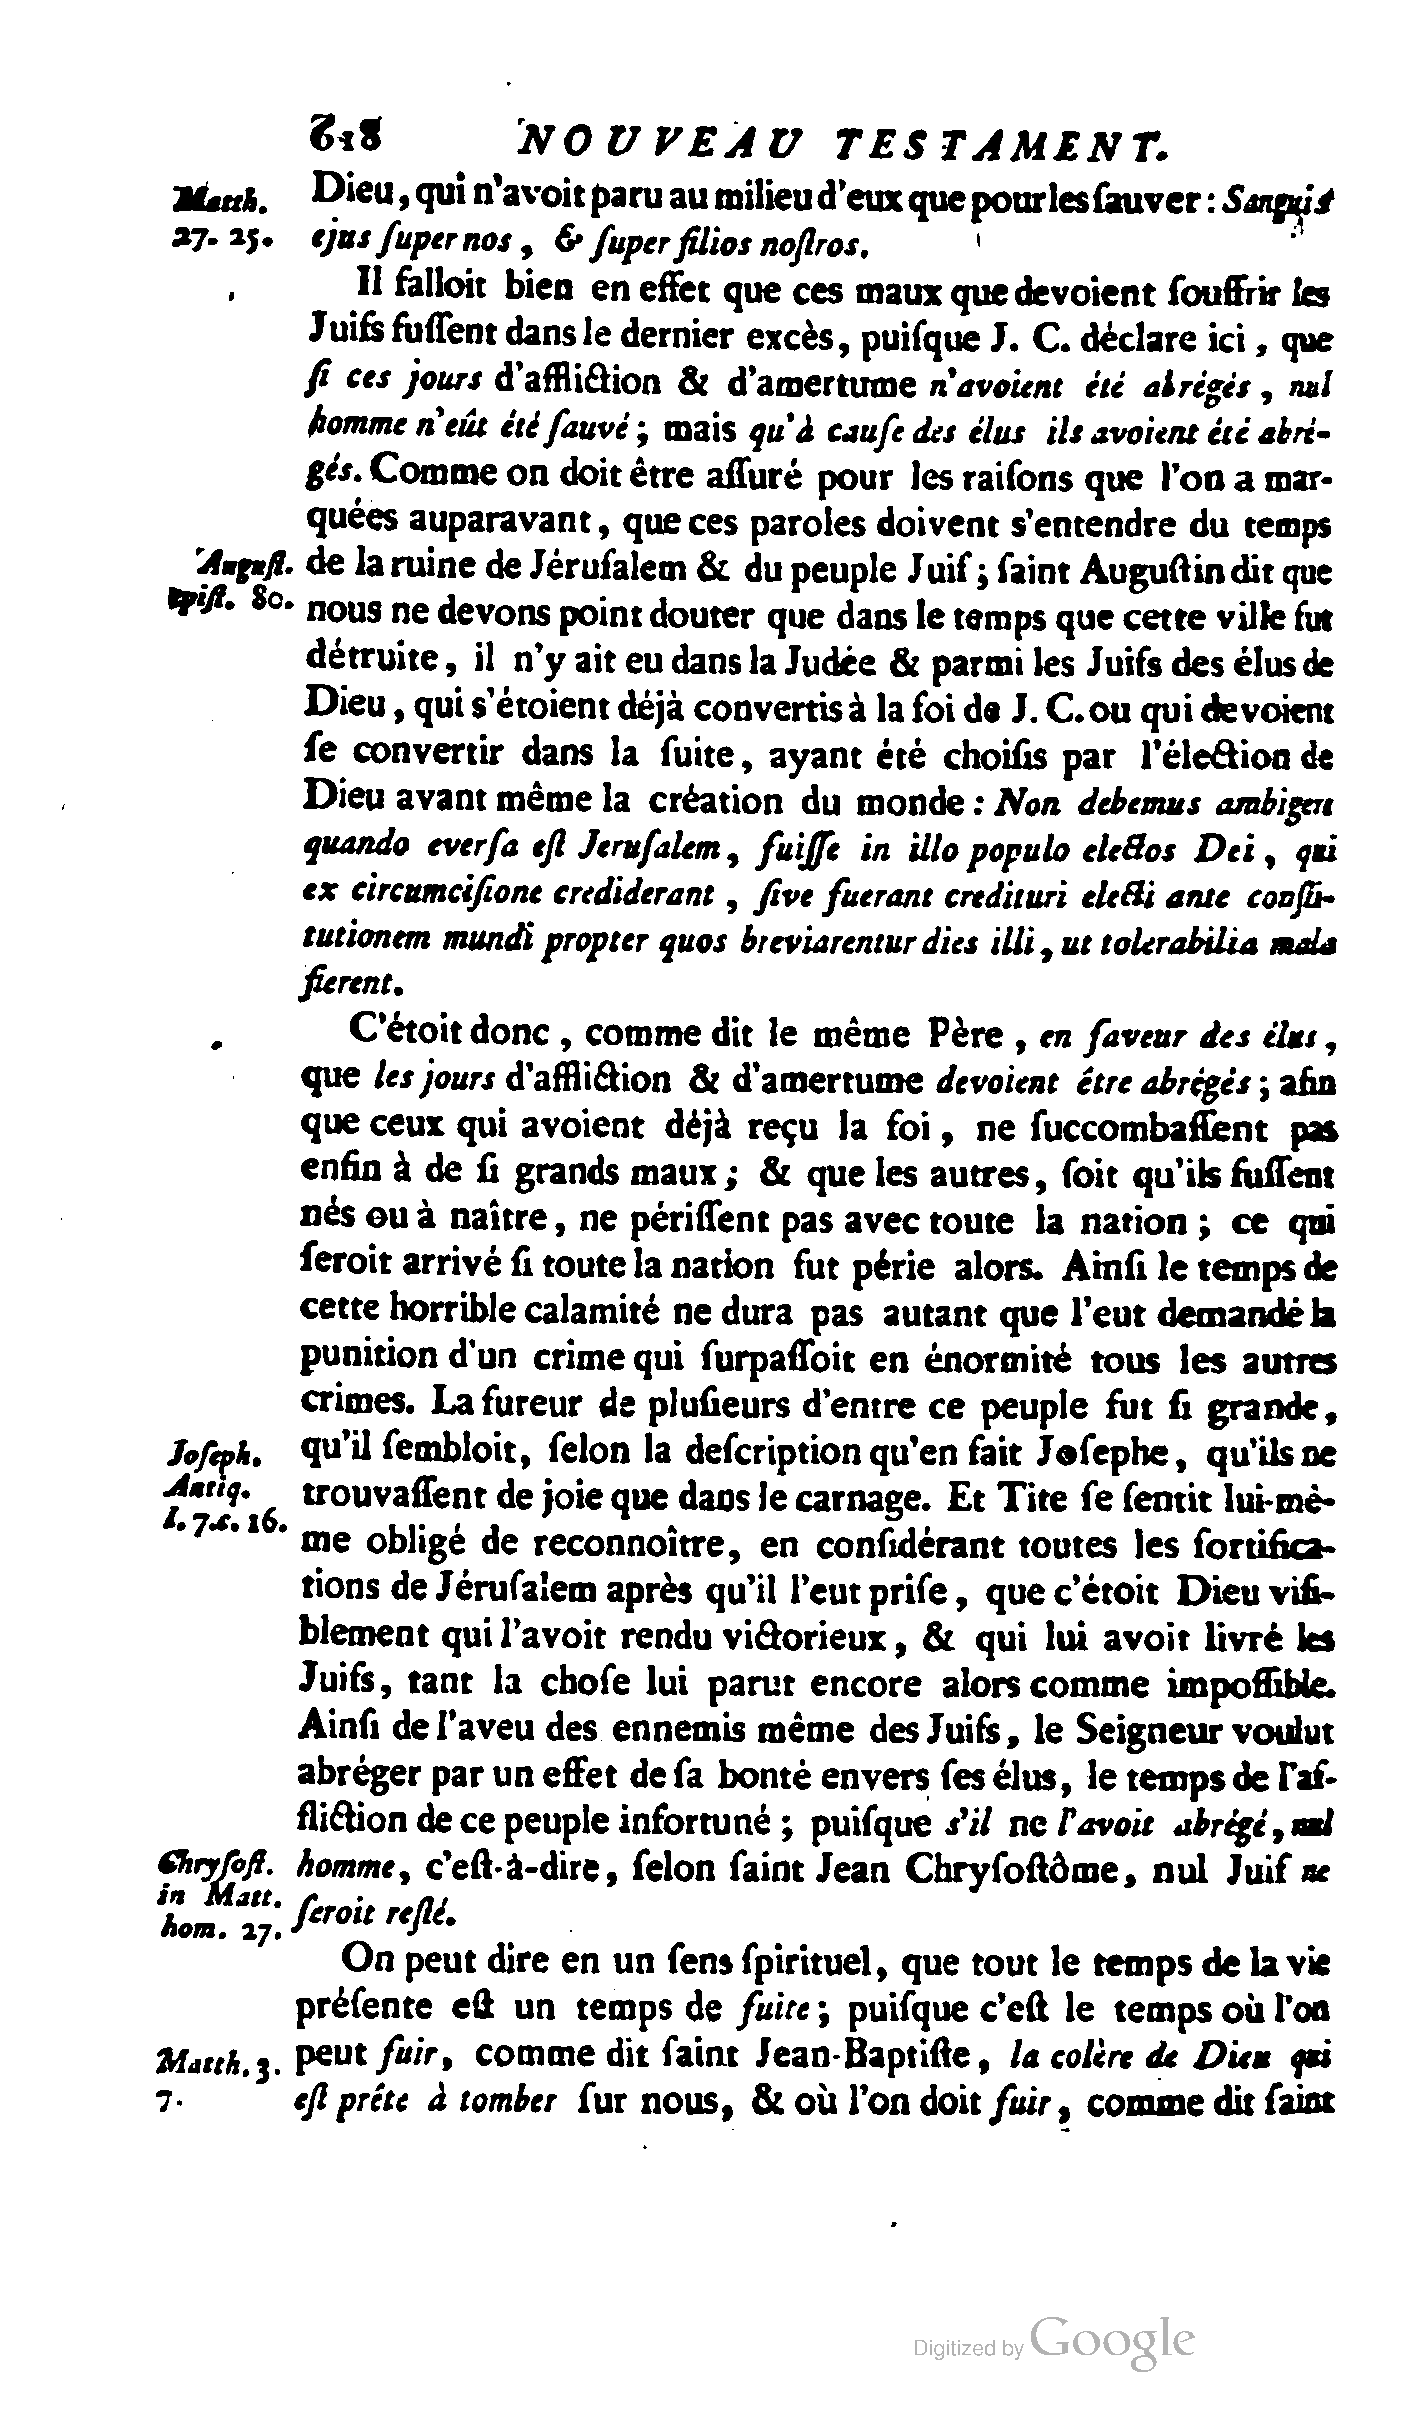 618 NOUVEAU TESTAMENT.
Matth. 27. 25.
Dieu, qui n'avoit paru au milieu d'eux que pour les ſauver : Sanguis
ejus ſuper nos, & ſuper filios noſtros.
Il falloit bien en effet que ces maux que devoient ſouffrir les
Juifs fuſſent dans le dernier excès, puiſque J. C. déclare ici, que
ſi ces jours d'affliction & d'amertume n'avoient été abrégés, nul
homme n'eût été ſauvé ; mais qu'à cauſe des élus ils avoient été abré-
gés. Comme on doit être aſſuré pour les raiſons que l'on a mar-
quées auparavant, que ces paroles doivent s'entendre du temps
Auguſt. epiſt. 80.
de la ruine de Jéruſalem & du peuple Juif ; ſaint Auguſtin dit que
nous ne devons point douter que dans le temps que cette ville fut
détruite, il n'y ait eu dans la Judée & parmi les Juifs des élus de
Dieu, qui s'étoient déjà convertis à la foi de J. C. ou qui devoient
ſe convertir dans la ſuite, ayant été choiſis par l'élection de
Dieu avant même la création du monde : Non debemus ambigere
quando everſa eſt Jeruſalem, fuiſſe in illo populo electos Dei, qui
ex circumciſione crediderant, ſive fuerant credituri electi ante conſti-
tutionem mundi propter quos breviarentur dies illi, ut tolerabilia mala
fierent.
C'étoit donc, comme dit le même Père, en faveur des élus,
que les jours d'affliction & d'amertume devoient être abrégés ; afin
que ceux qui avoient déjà reçu la foi, ne ſuccombaſſent pas
enfin à de ſi grands maux ; & que les autres, ſoit qu'ils fuſſent
nés ou à naître, ne périſſent pas avec toute la nation ; ce qui
ſeroit arrivé ſi toute la nation fut périe alors. Ainſi le temps de
cette horrible calamité ne dura pas autant que l'eut demandé la
punition d'un crime qui ſurpaſſoit en énormité tous les autres
crimes. La fureur de pluſieurs d'entre ce peuple fut ſi grande,
Joſeph. Antiq. l. 7. c. 16.
qu'il ſembloit, ſelon la deſcription qu'en fait Joſephe, qu'ils ne
trouvaſſent de joie que dans le carnage. Et Tite ſe ſentit lui-mê-
me obligé de reconnoître, en conſidérant toutes les fortifica-
tions de Jéruſalem après qu'il l'eut priſe, que c'étoit Dieu viſi-
blement qui l'avoit rendu victorieux, & qui lui avoit livré les
Juifs, tant la choſe lui parut encore alors comme impoſſible.
Ainſi de l'aveu des ennemis même des Juifs, le Seigneur voulut
abréger par un effet de ſa bonté envers ſes élus, le temps de l'af-
fliction de ce peuple infortuné ; puiſque s'il ne l'avoit abrégé, nul
Chryſoſt. in Matt. hom. 27.
homme, c'eſt-à-dire, ſelon ſaint Jean Chryſoſtôme, nul Juif ne
ſeroit reſté.
On peut dire en un ſens ſpirituel, que tout le temps de la vie
préſente eſt un temps de fuite ; puiſque c'eſt le temps où l'on
Matth. 3. 7.
peut fuir, comme dit ſaint Jean-Baptiſte, la colère de Dieu qui
eſt prête à tomber ſur nous, & où l'on doit fuir, comme dit ſaint
Digitized by Google